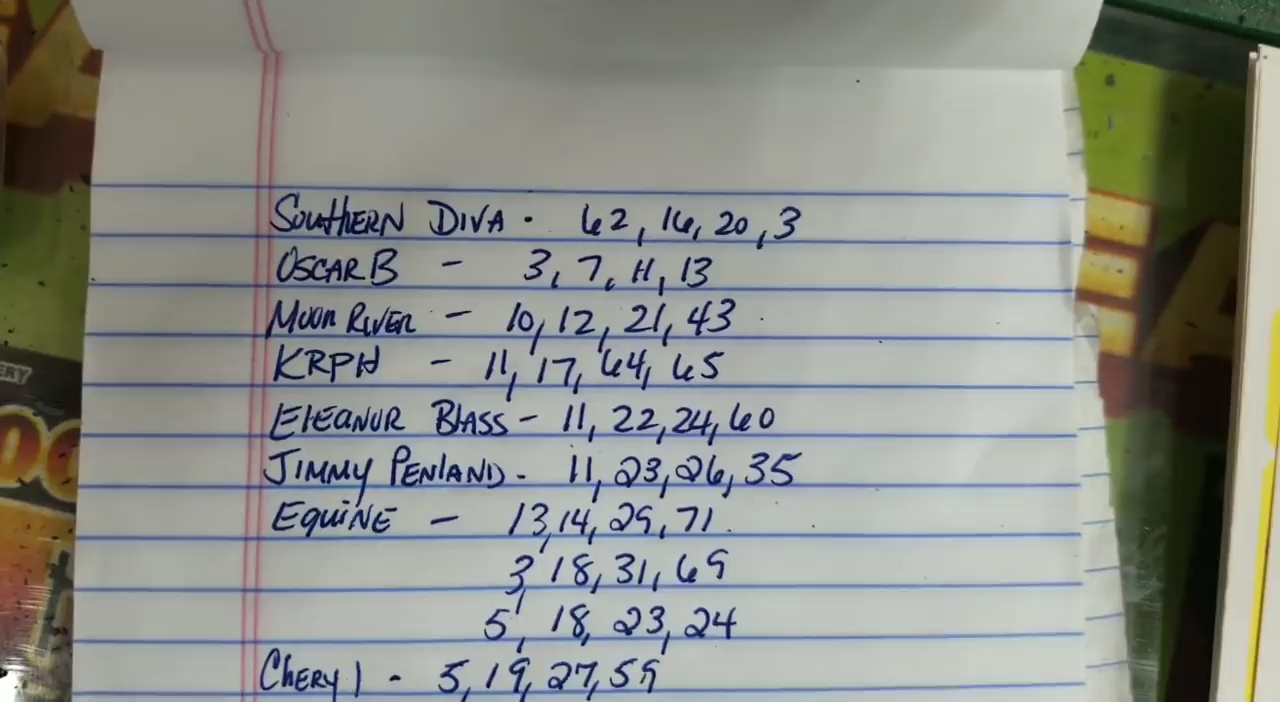 SOUTHERN DIVA - 62, 16, 20, 3
OSCAR B - 3, 7, 11, 13
MOON RIVER - 10, 12, 21, 43
KRPH - 11, 17, 64, 65
ELEANOR BLASS - 11, 22, 24, 60
JIMMY PENLAND - 11, 23, 26, 35
EQUINE - 13, 14, 29, 71
3, 18, 31, 69
5, 18, 23, 24
CHERYL - 5, 19, 27, 59